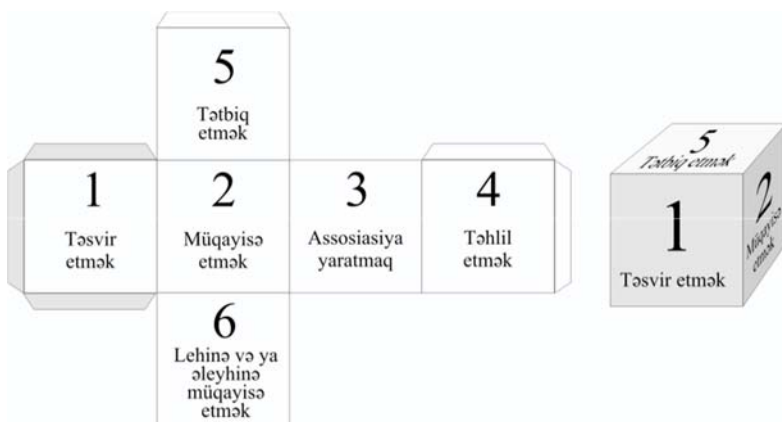 5
Tətbiq
etmək
1
Təsvir
etmək
2
Müqayisə
etmək
3
Assosiasiya
yaratmaq
4
Təhlil
etmək
6
Lehinə və ya
əleyhinə
müqayisə
etmək
5
Tətbiq etmək
1
Təsvir etmək
2
Müqayisə
etmək